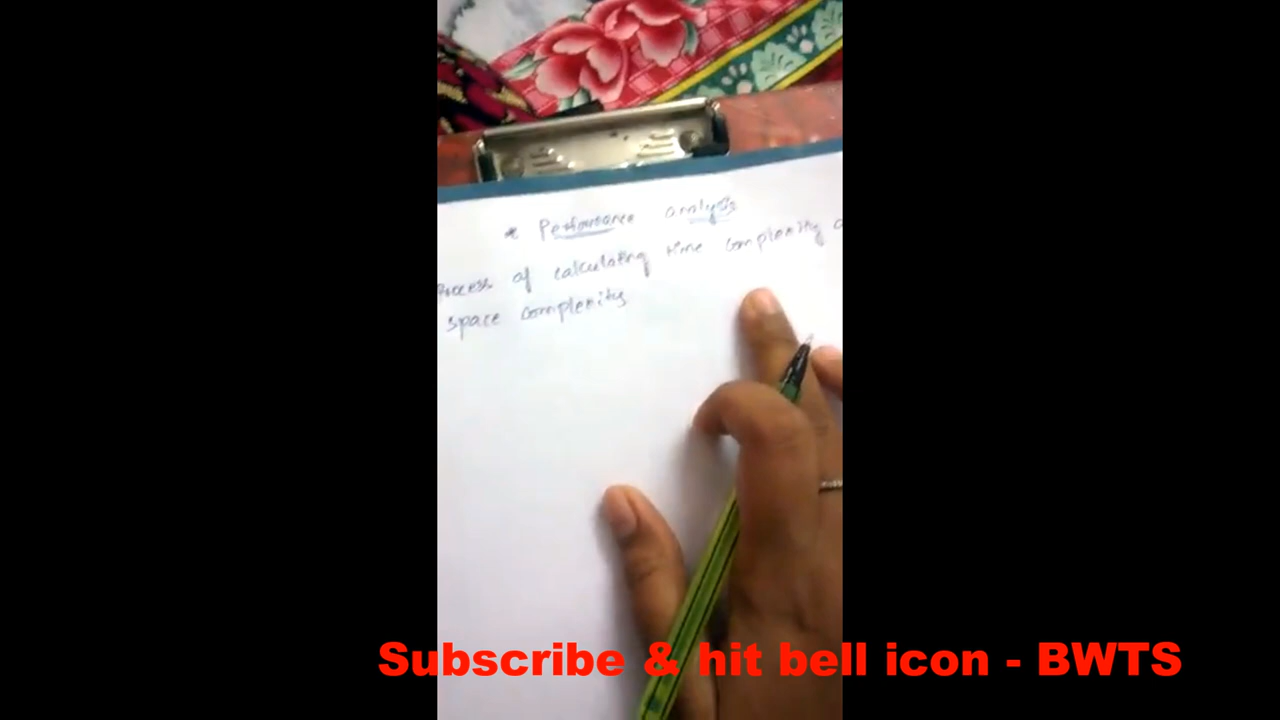 * Performance analysis
Process of calculating time complexity
space complexity
Subscribe & hit bell icon - BWTS